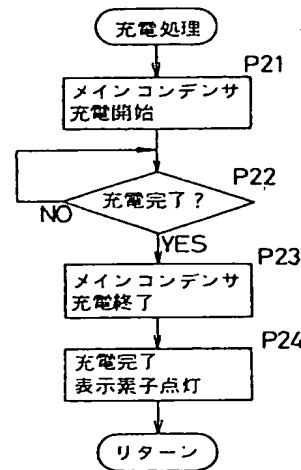 充電処理
P21
メインコンデンサ
充電開始
P22
充電完了?
NO
YES
P23
メインコンデンサ
充電終了
P24
充電完了
表示素子点灯
リターン